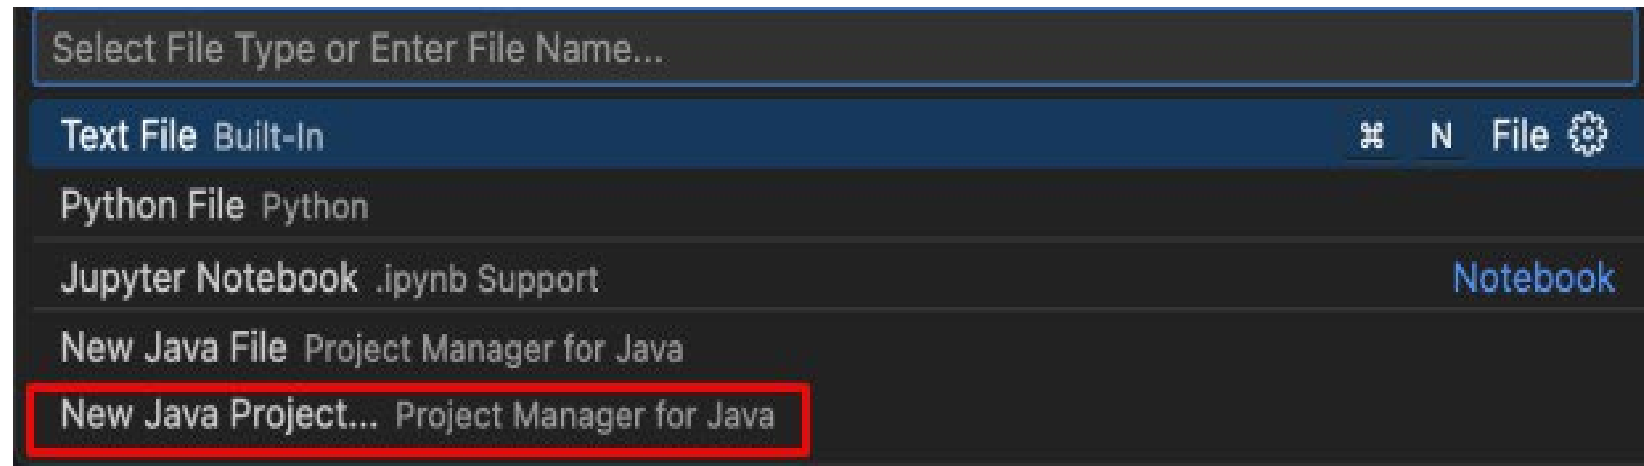 Select File Type or Enter File Name...
Text File Built-In ⌘ N File
Python File Python
Jupyter Notebook .ipynb Support Notebook
New Java File Project Manager for Java
New Java Project... Project Manager for Java